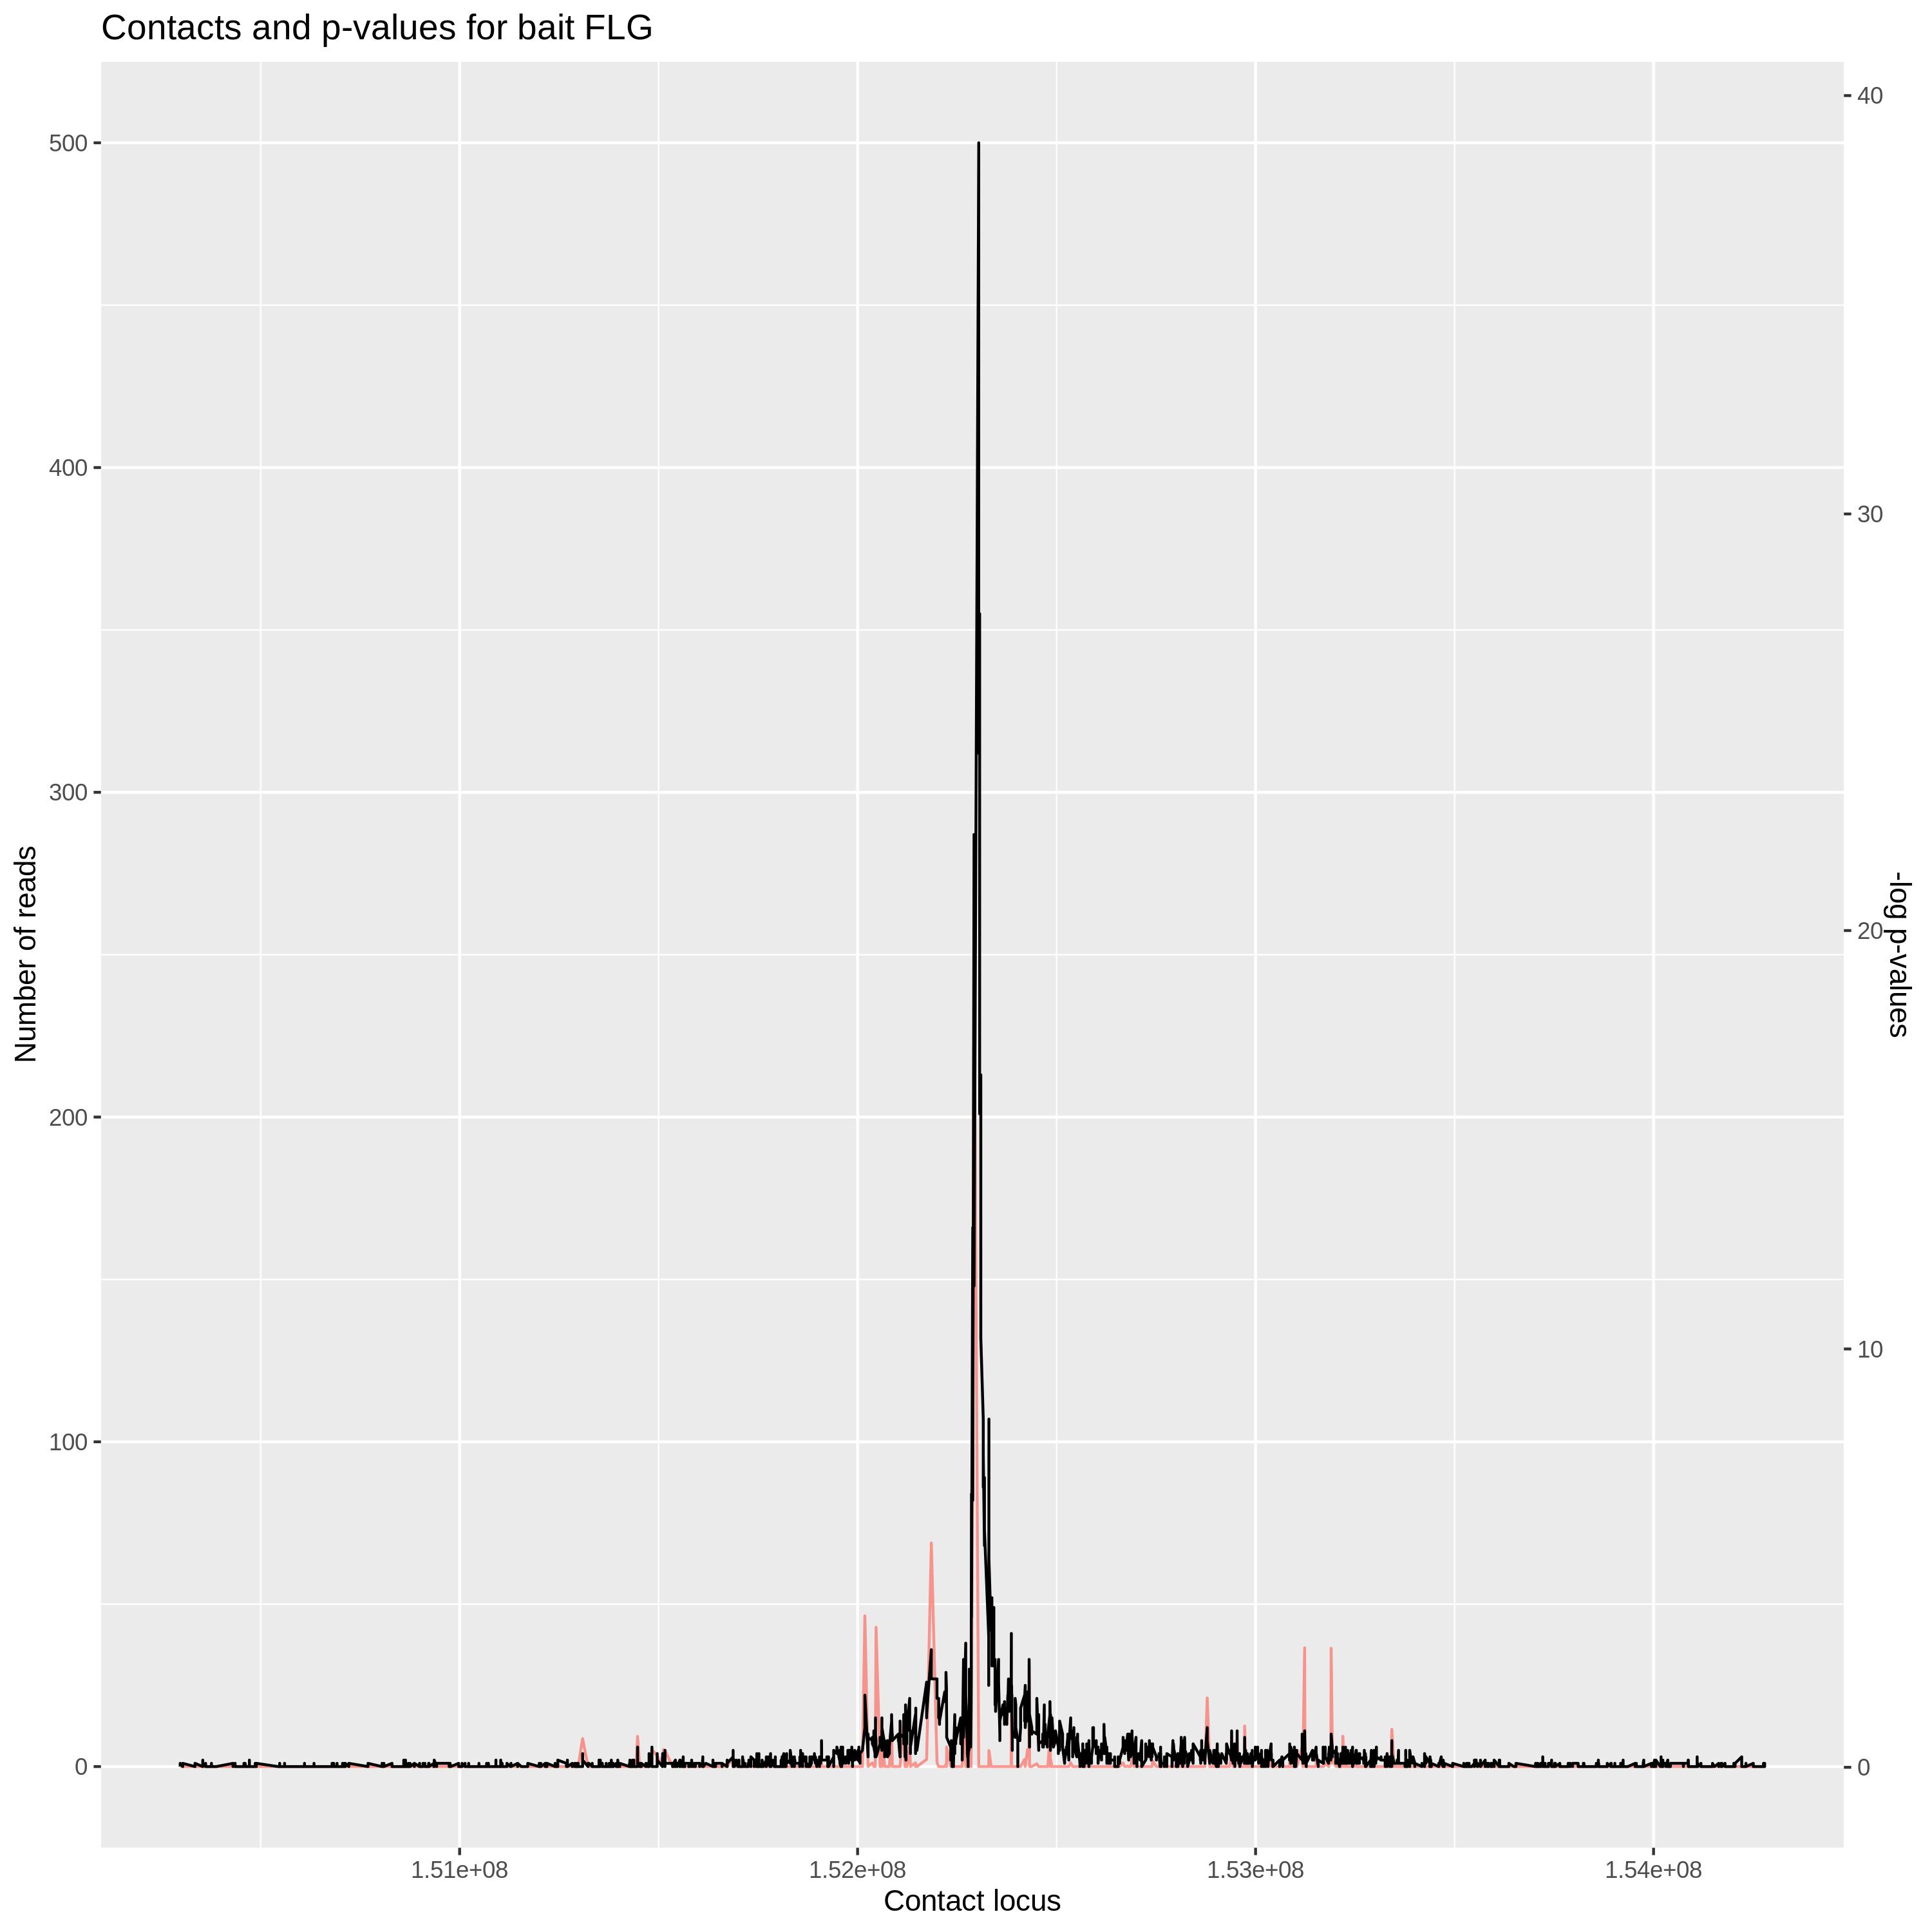 Contacts and p-values for bait FLG
Number of reads
500
400
300
200
100
0
40
30
20
10
0
-log p-values
1.51e+08
1.52e+08
1.53e+08
1.54e+08
Contact locus